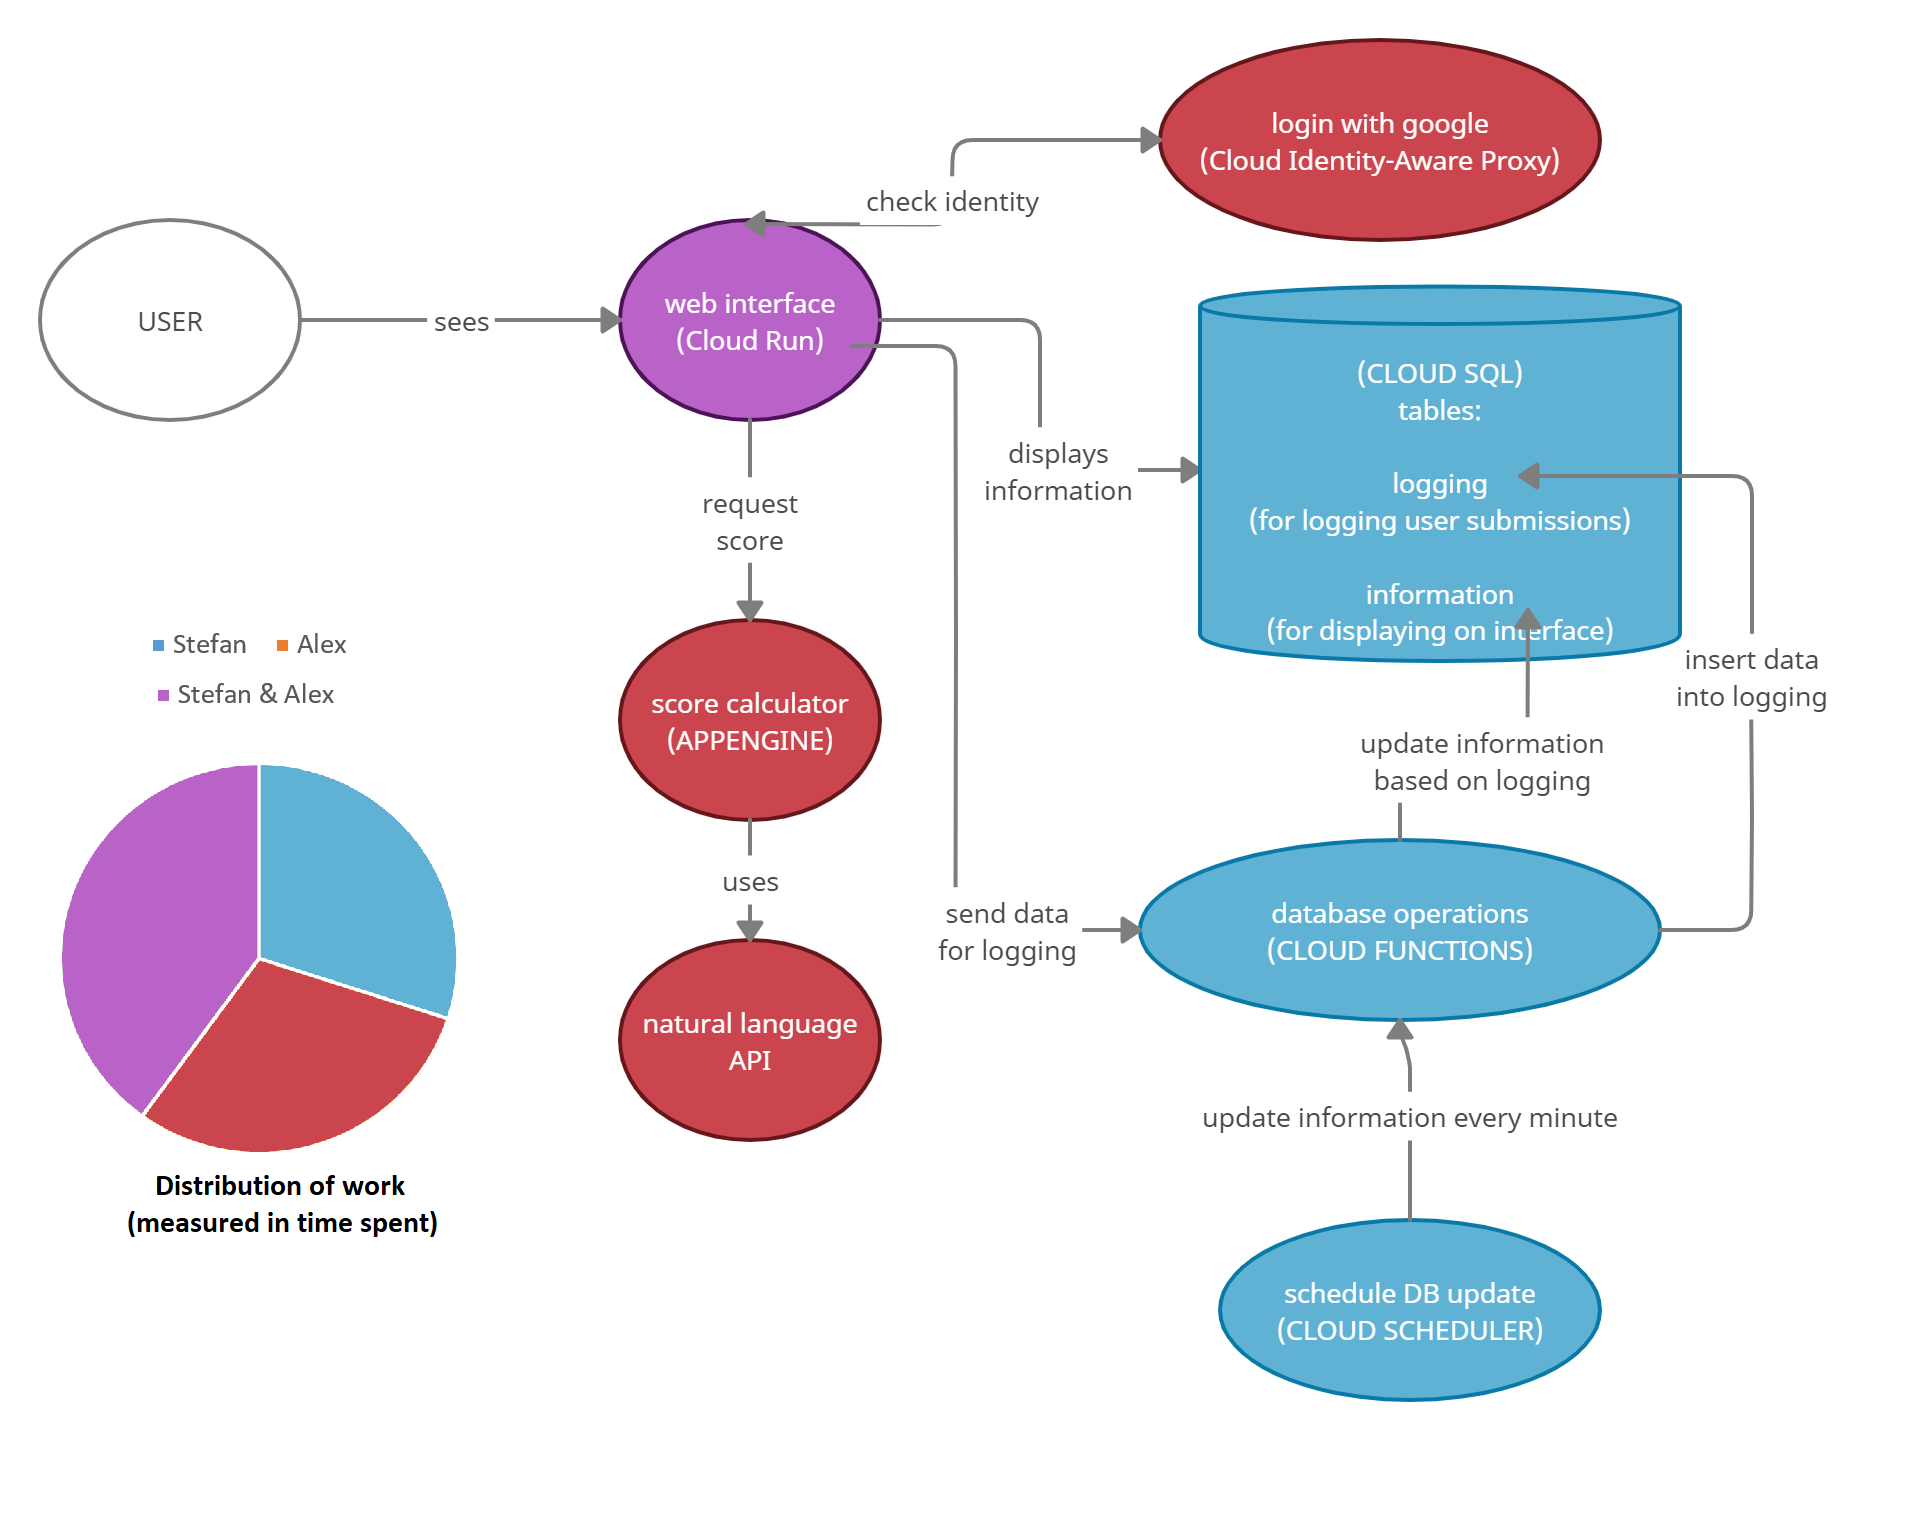 login with google
(Cloud Identity-Aware Proxy)
check identity
USER
sees
web interface
(Cloud Run)
displays
information
(CLOUD SQL)
tables:
logging
(for logging user submissions)
information
(for displaying on interface)
request
score
insert data
into logging
Stefan
Alex
Stefan & Alex
score calculator
(APPENGINE)
update information
based on logging
uses
send data
for logging
database operations
(CLOUD FUNCTIONS)
natural language
API
update information every minute
Distribution of work
(measured in time spent)
schedule DB update
(CLOUD SCHEDULER)